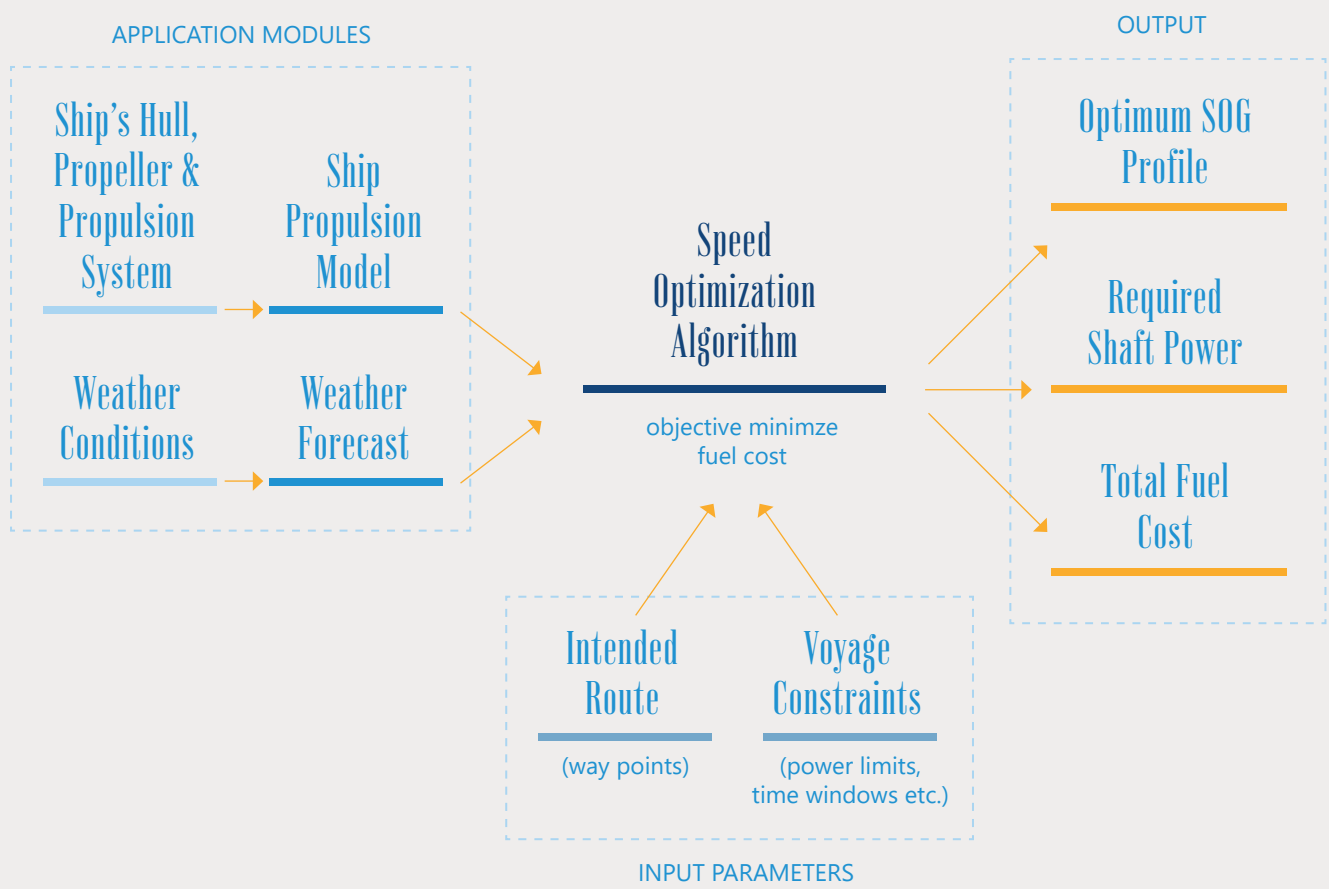 APPLICATION MODULES
Ship's Hull,
Propeller &
Propulsion
System
Ship
Propulsion
Model
Weather
Conditions
Weather
Forecast
Speed
Optimization
Algorithm
objective minimze
fuel cost
Intended
Route
(way points)
Voyage
Constraints
(power limits,
time windows etc.)
INPUT PARAMETERS
OUTPUT
Optimum SOG
Profile
Required
Shaft Power
Total Fuel
Cost